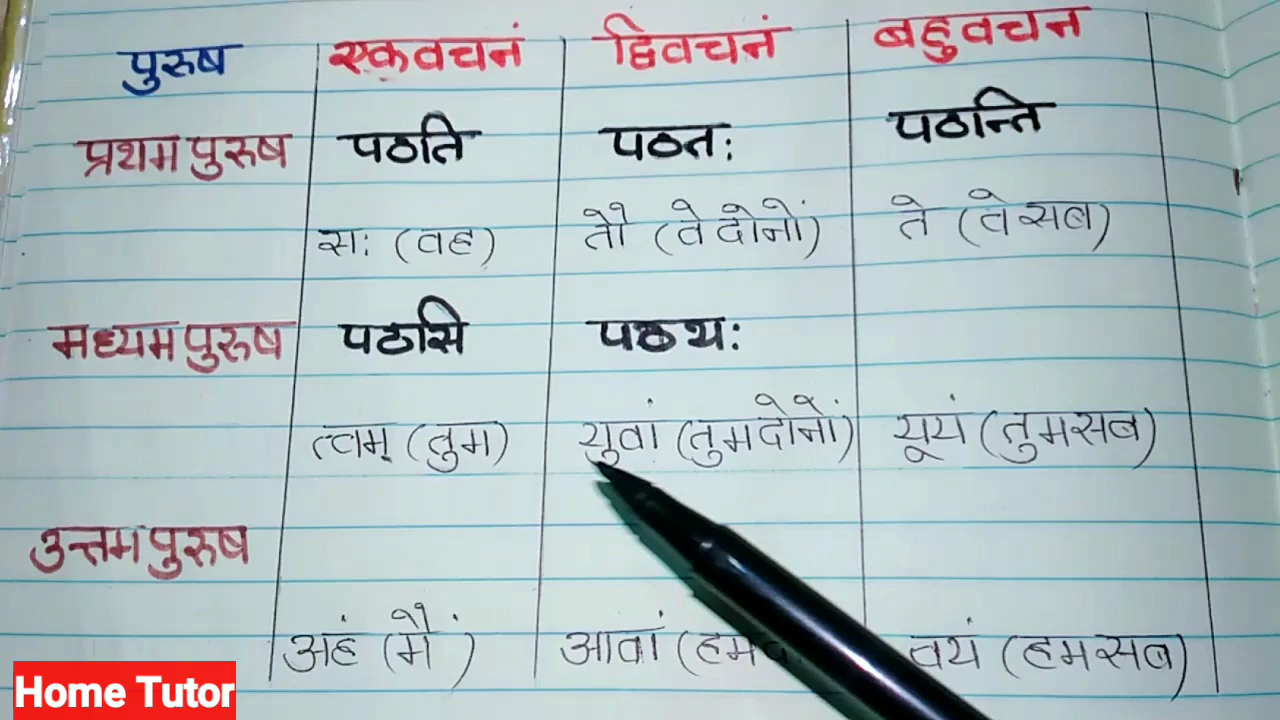 पुरुष एकवचनं द्विवचनं बहुवचन
प्रथम पुरुष पठति पठतः पठन्ति
सः (वह) तौ (वे दोनों) ते (वे सब)
मध्यम पुरुष पठसि पठथः
त्वम् (तुम) युवां (तुम दोनों) यूयं (तुम सब)
उत्तम पुरुष
अहं (मैं) आवां (हम वयं (हम सब)
Home Tutor